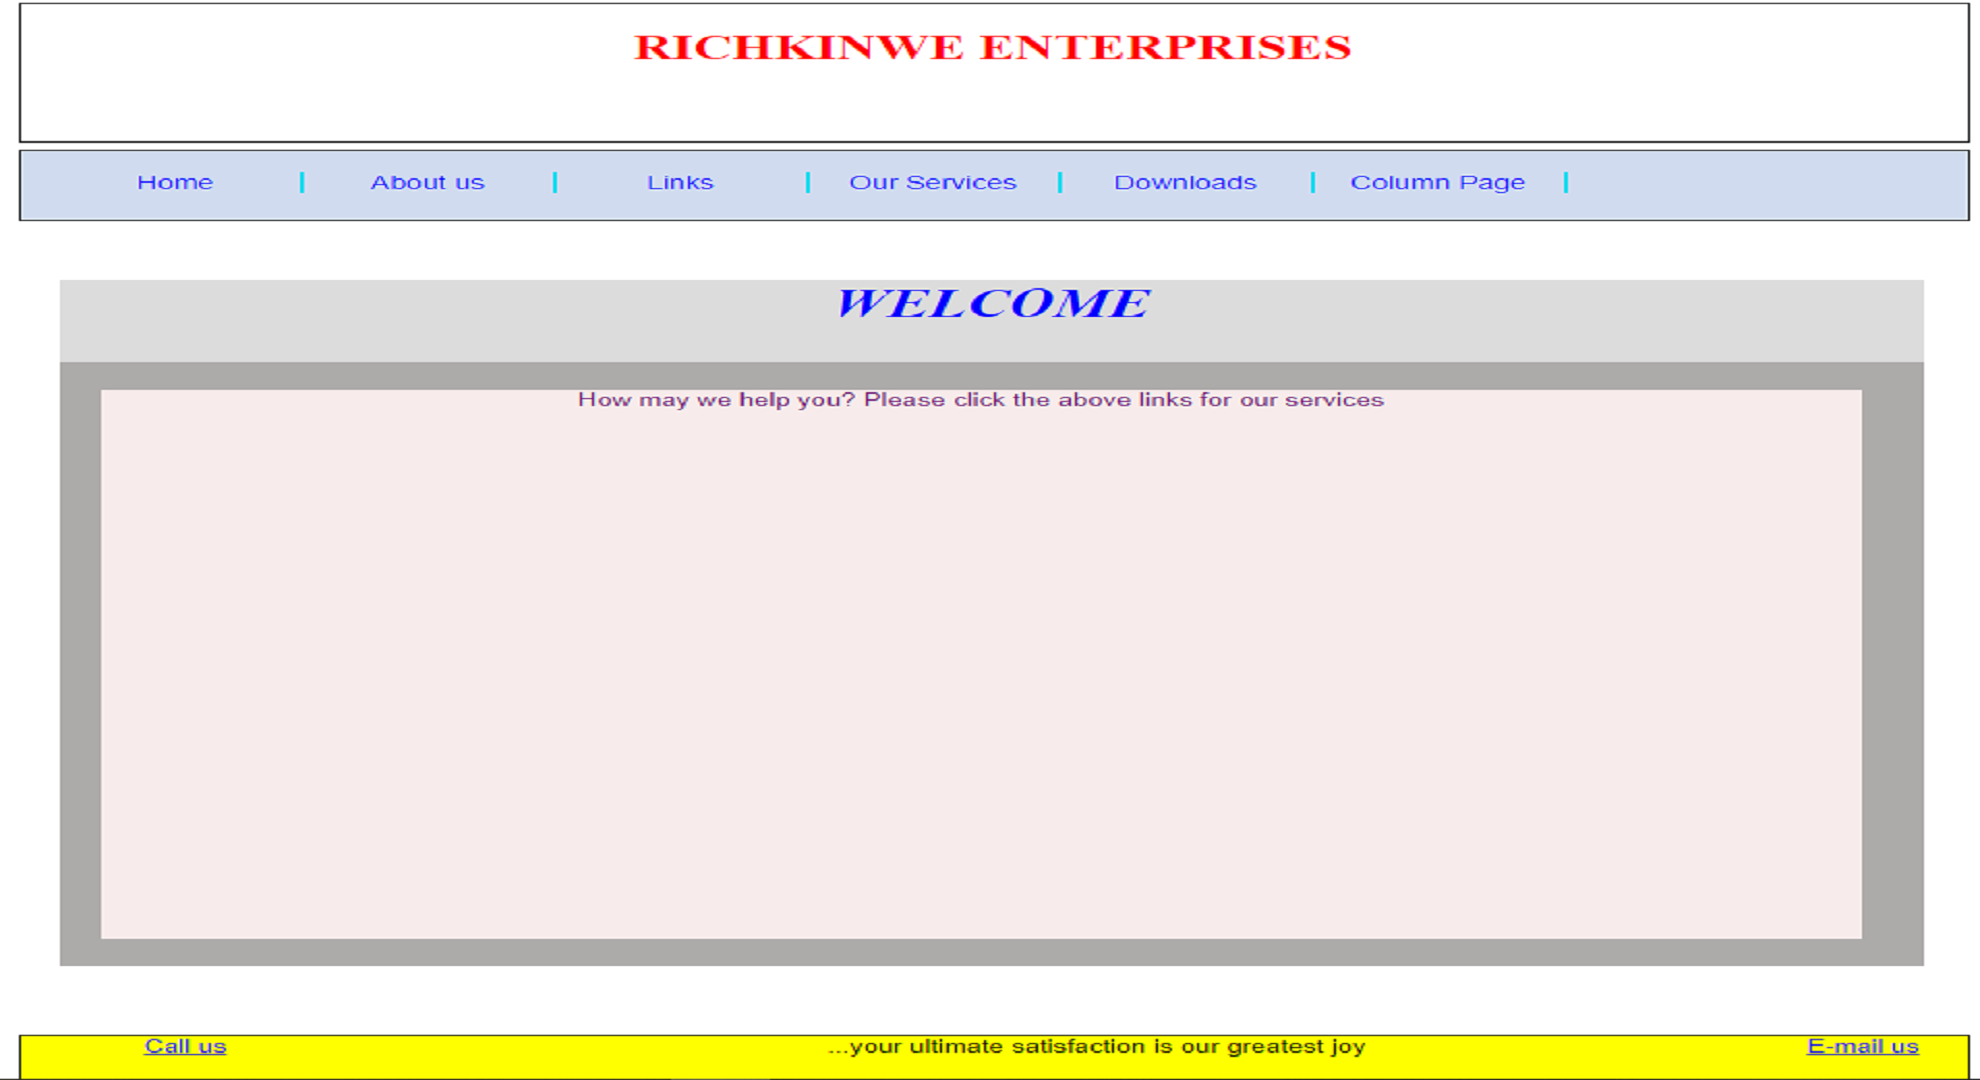 RICHKINWE ENTERPRISES
Home | About us | Links | Our Services | Downloads | Column Page |
WELCOME
How may we help you? Please click the above links for our services
Call us ...your ultimate satisfaction is our greatest joy E-mail us